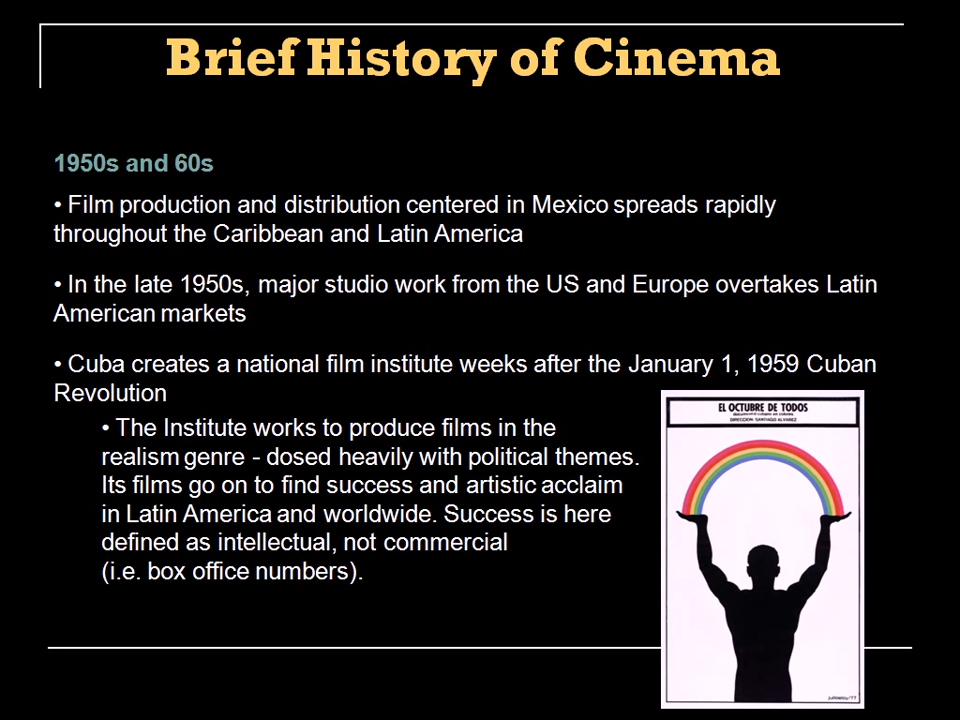 Brief History of Cinema
1950s and 60s
• Film production and distribution centered in Mexico spreads rapidly
throughout the Caribbean and Latin America
• In the late 1950s, major studio work from the US and Europe overtakes Latin
American markets
• Cuba creates a national film institute weeks after the January 1, 1959 Cuban
Revolution
• The Institute works to produce films in the
realism genre - dosed heavily with political themes.
Its films go on to find success and artistic acclaim
in Latin America and worldwide. Success is here
defined as intellectual, not commercial
(i.e. box office numbers).
EL OCTUBRE DE TODOS
documental cubano en colores
DIRECCION: SANTIAGO ALVAREZ